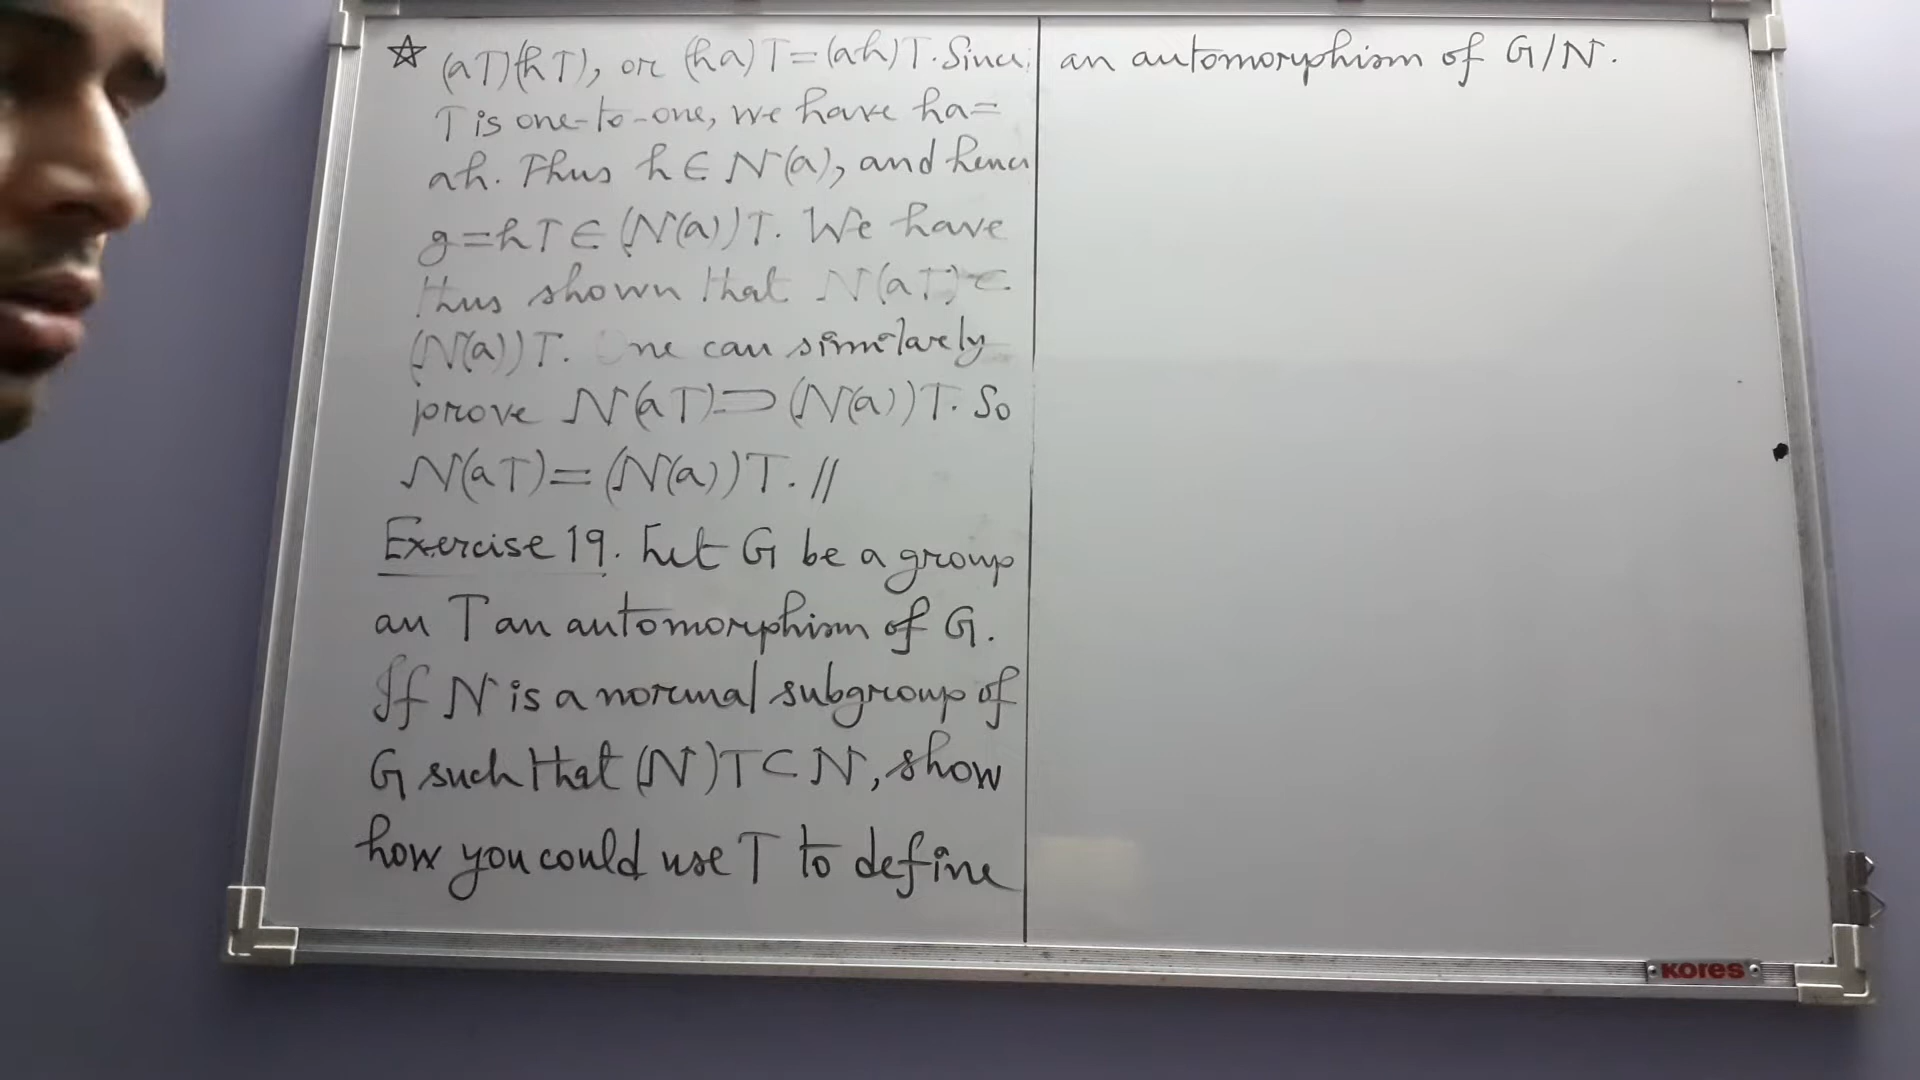 ☆ (aT)(hT), or (ha)T=(ah)T. Since
T is one-to-one, we have ha=
ah. Thus h∈N(a), and hence
g=hT∈(N(a))T. We have
thus shown that N(aT)⊂
(N(a))T. One can similarly
prove N(aT)⊃(N(a))T. So
N(aT)=(N(a))T. //
Exercise 19. Let G be a group
an T an automorphism of G.
If N is a normal subgroup of
G such that (N)T⊂N, show
how you could use T to define
an automorphism of G/N.
Kores